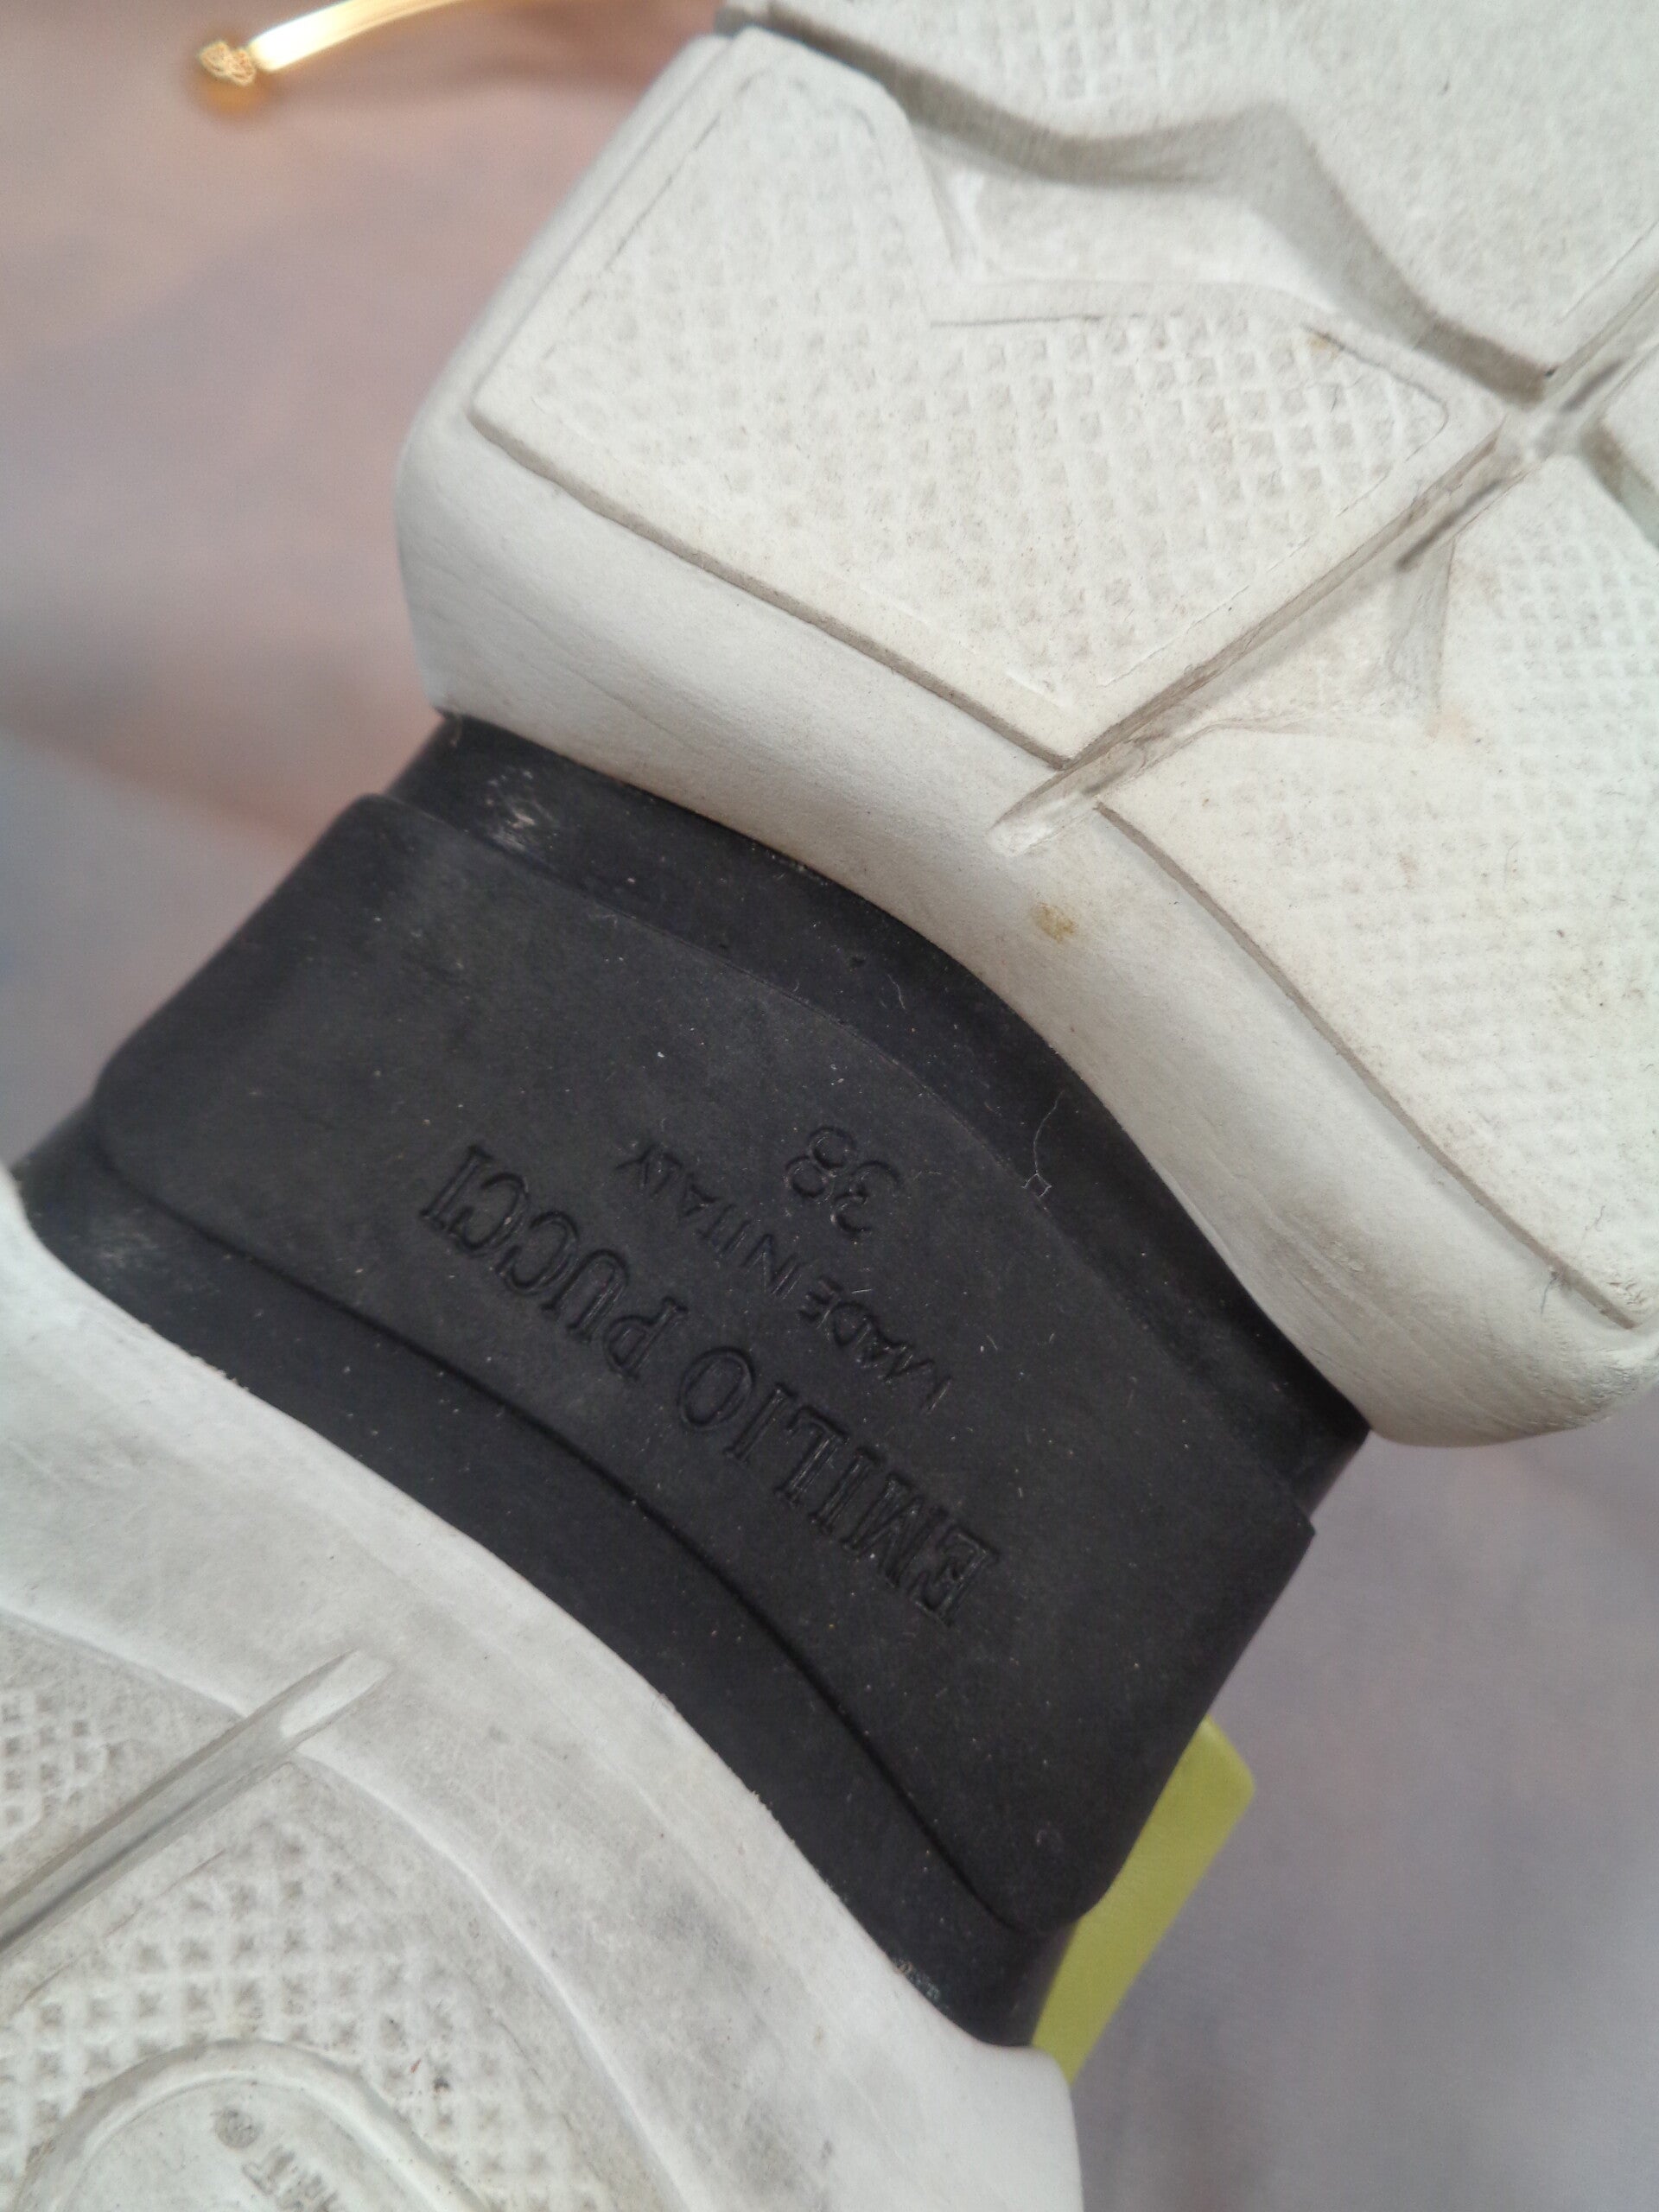 EMILIO PUCCI
MADE IN ITALY
38